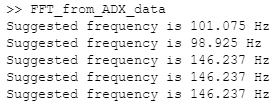 >> FFT_from_ADX_data
Suggested frequency is 101.075 Hz
Suggested frequency is 98.925 Hz
Suggested frequency is 146.237 Hz
Suggested frequency is 146.237 Hz
Suggested frequency is 146.237 Hz